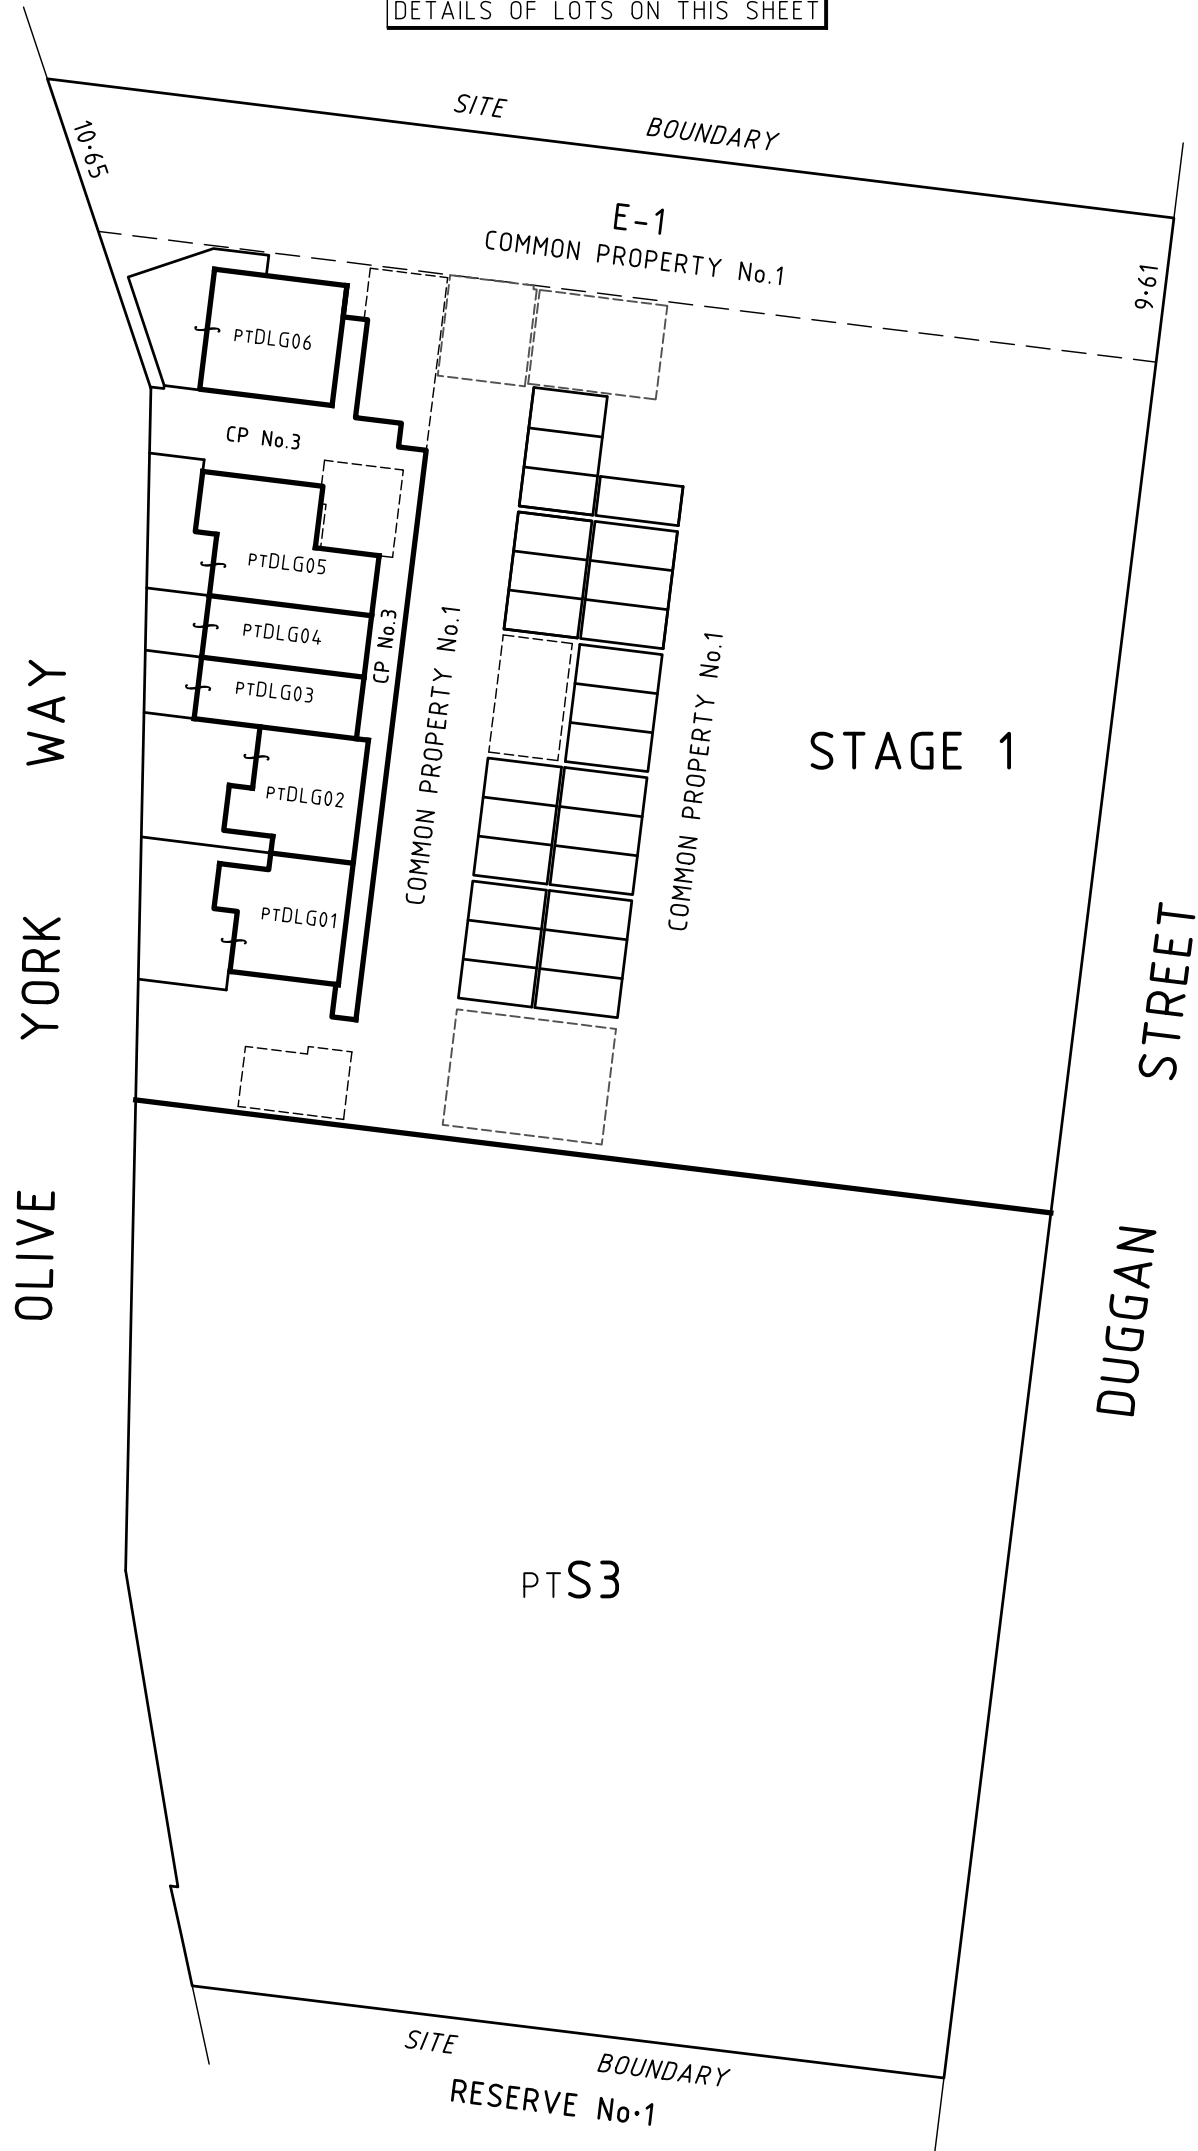 DETAILS OF LOTS ON THIS SHEET
SITE BOUNDARY
10·65
E-1
COMMON PROPERTY No.1
9·61
PTDLG06
CP No.3
PTDLG05
PTDLG04
CP No.3
PTDLG03
COMMON PROPERTY No.1
COMMON PROPERTY No.1
STAGE 1
PTDLG02
PTDLG01
OLIVE YORK WAY
DUGGAN STREET
PTS3
SITE BOUNDARY
RESERVE No·1